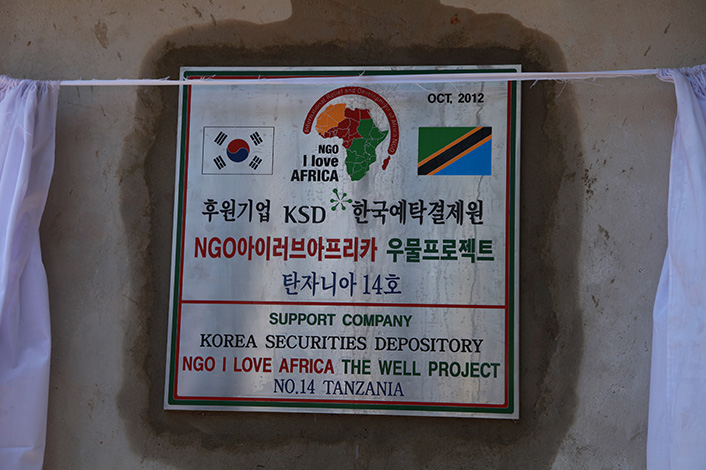 OCT, 2012
NGO
I love
AFRICA
후원기업 KSD 한국예탁결제원
NGO아이러브아프리카 우물프로젝트
탄자니아 14호
SUPPORT COMPANY
KOREA SECURITIES DEPOSITORY
NGO I LOVE AFRICA THE WELL PROJECT
NO.14 TANZANIA